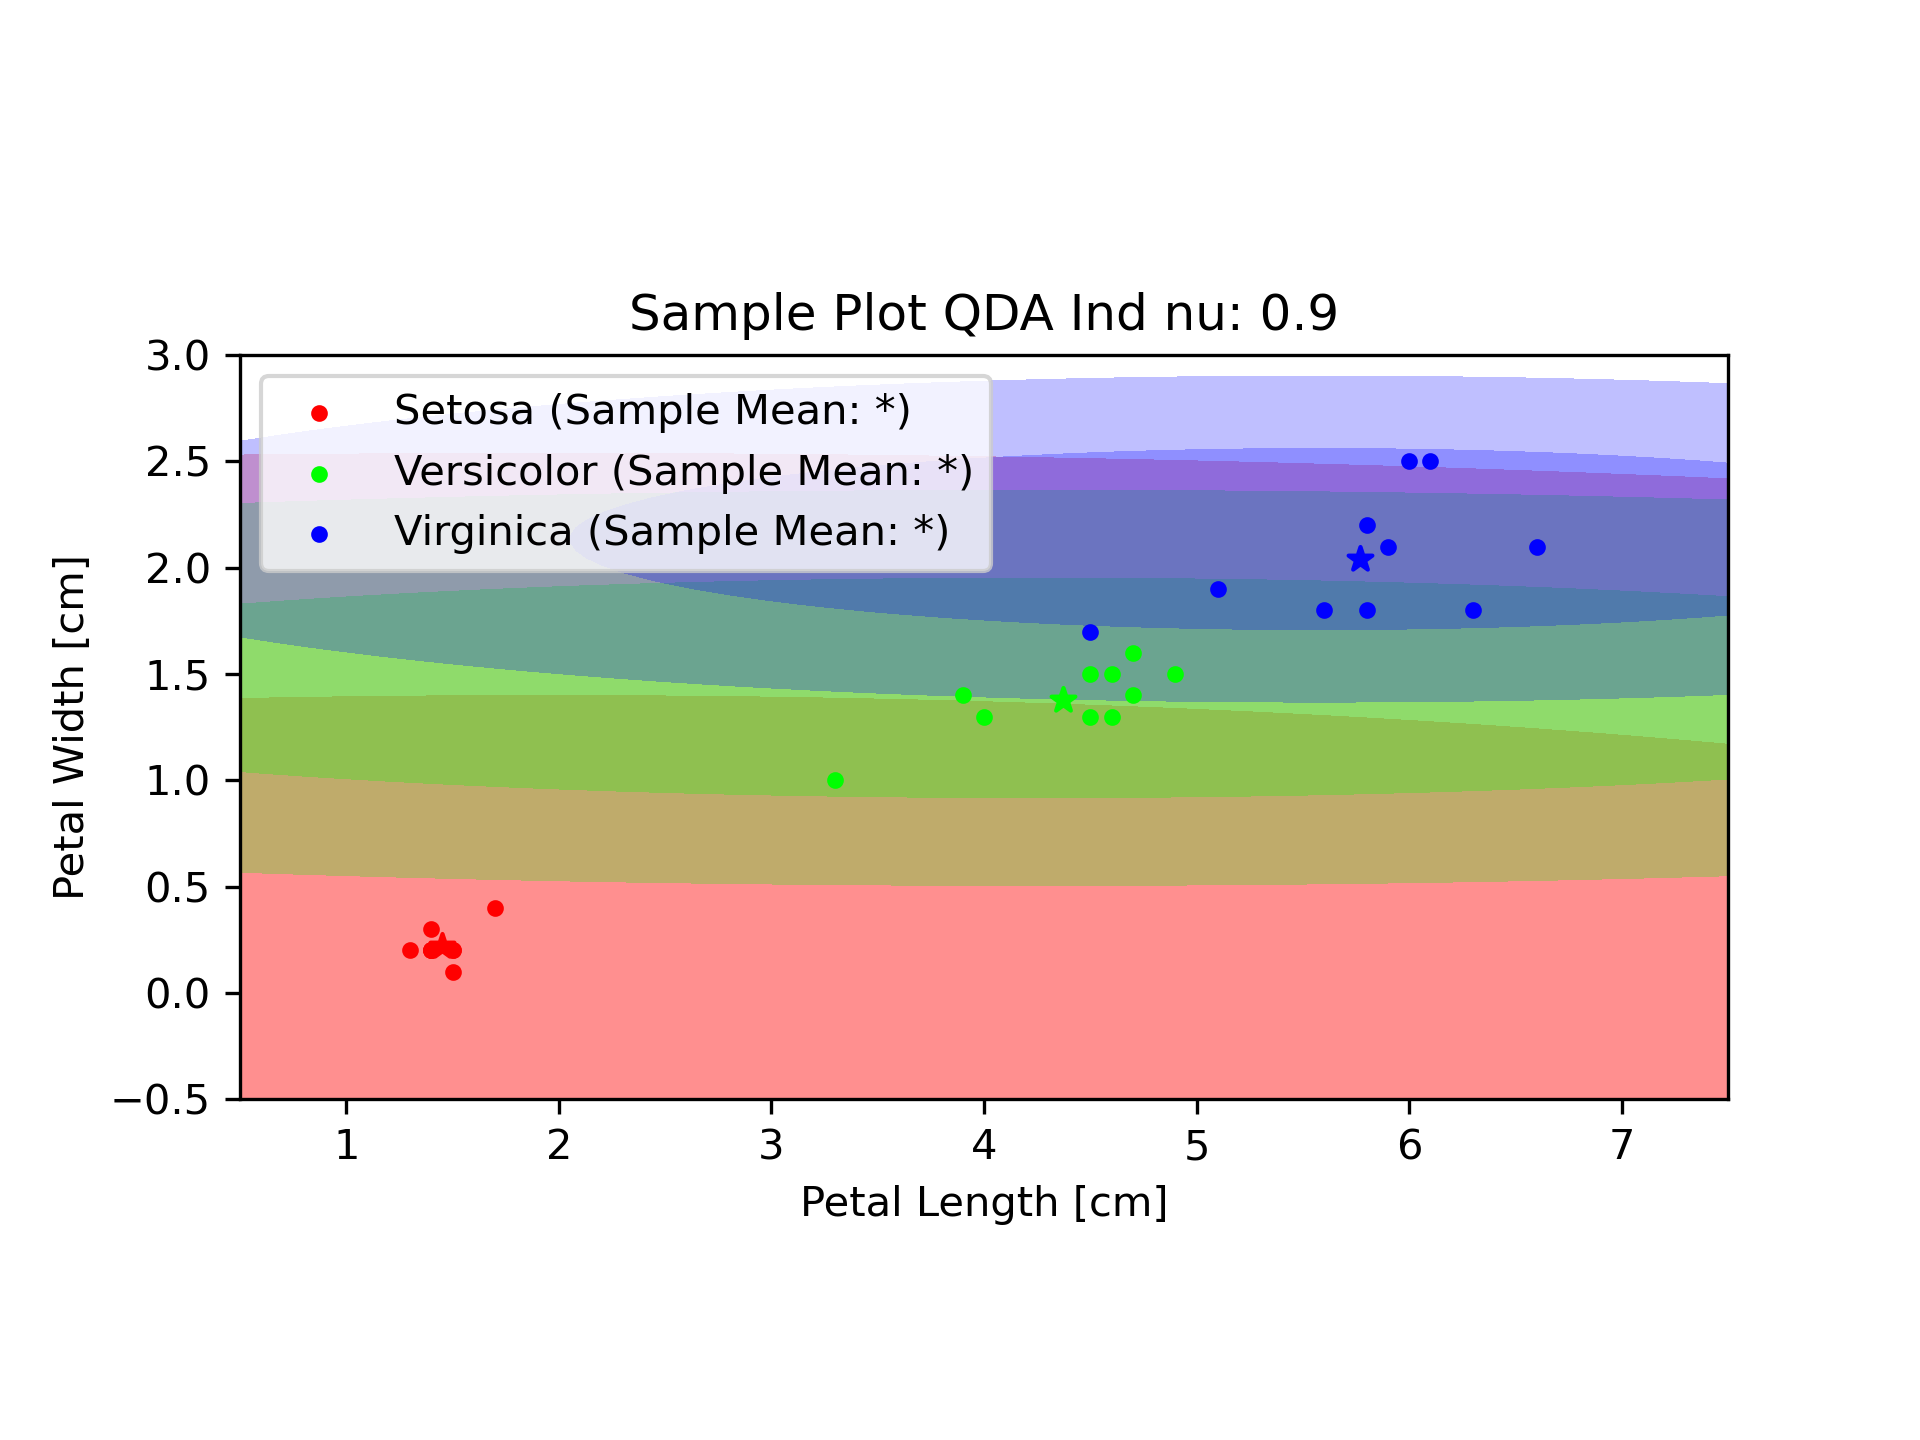 Sample Plot QDA Ind nu: 0.9
3.0
2.5
2.0
1.5
1.0
0.5
0.0
−0.5
Petal Width [cm]
Setosa (Sample Mean: *)
Versicolor (Sample Mean: *)
Virginica (Sample Mean: *)
1 2 3 4 5 6 7
Petal Length [cm]